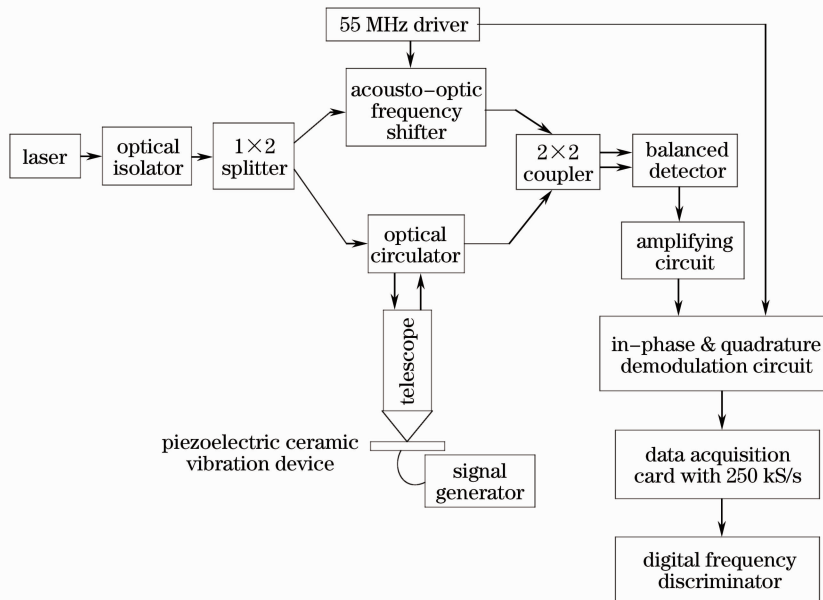 55 MHz driver
acousto-optic
frequency
shifter
laser
optical
isolator
1×2
splitter
2×2
coupler
balanced
detector
optical
circulator
amplifying
circuit
telescope
in-phase & quadrature
demodulation circuit
piezoelectric ceramic
vibration device
signal
generator
data acquisition
card with 250 kS/s
digital frequency
discriminator